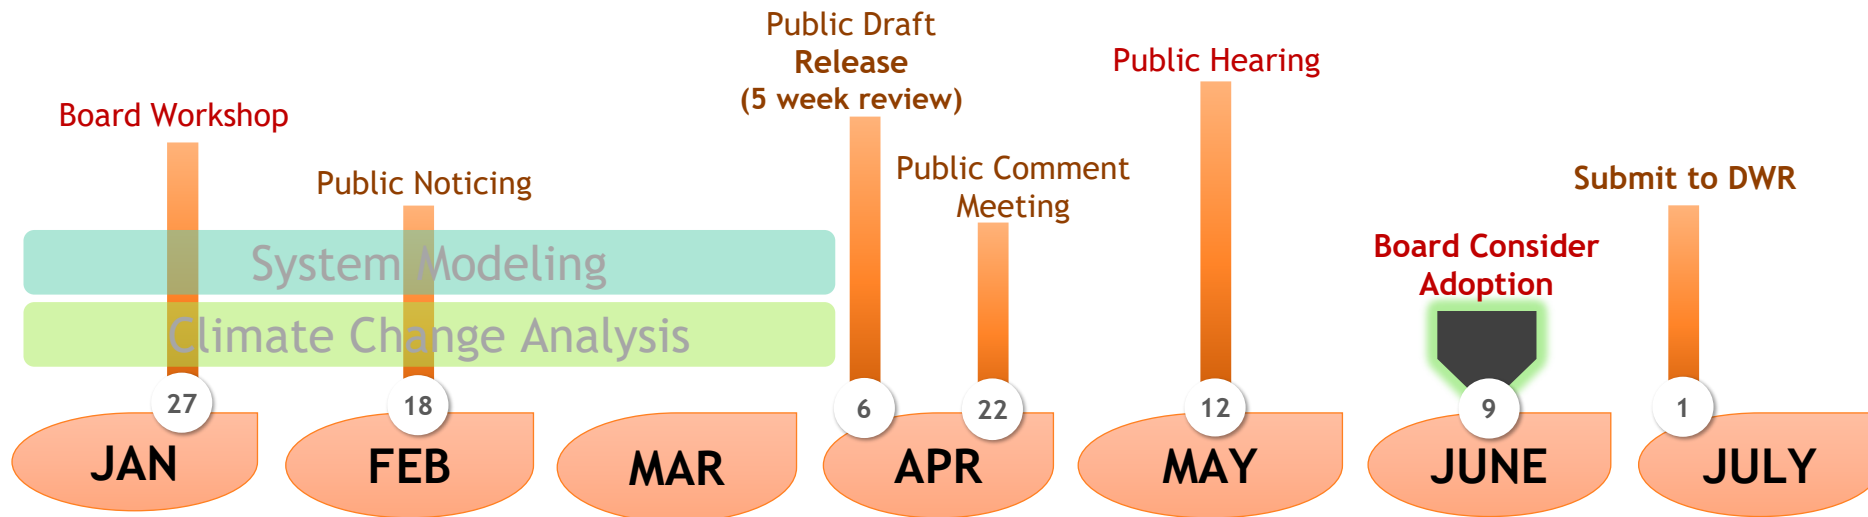 Public Draft
Release
(5 week review)
Public Hearing
Board Workshop
Public Comment
Meeting
Public Noticing
Submit to DWR
Board Consider
Adoption
System Modeling
Climate Change Analysis
27
18
6
22
12
9
1
JAN
FEB
MAR
APR
MAY
JUNE
JULY